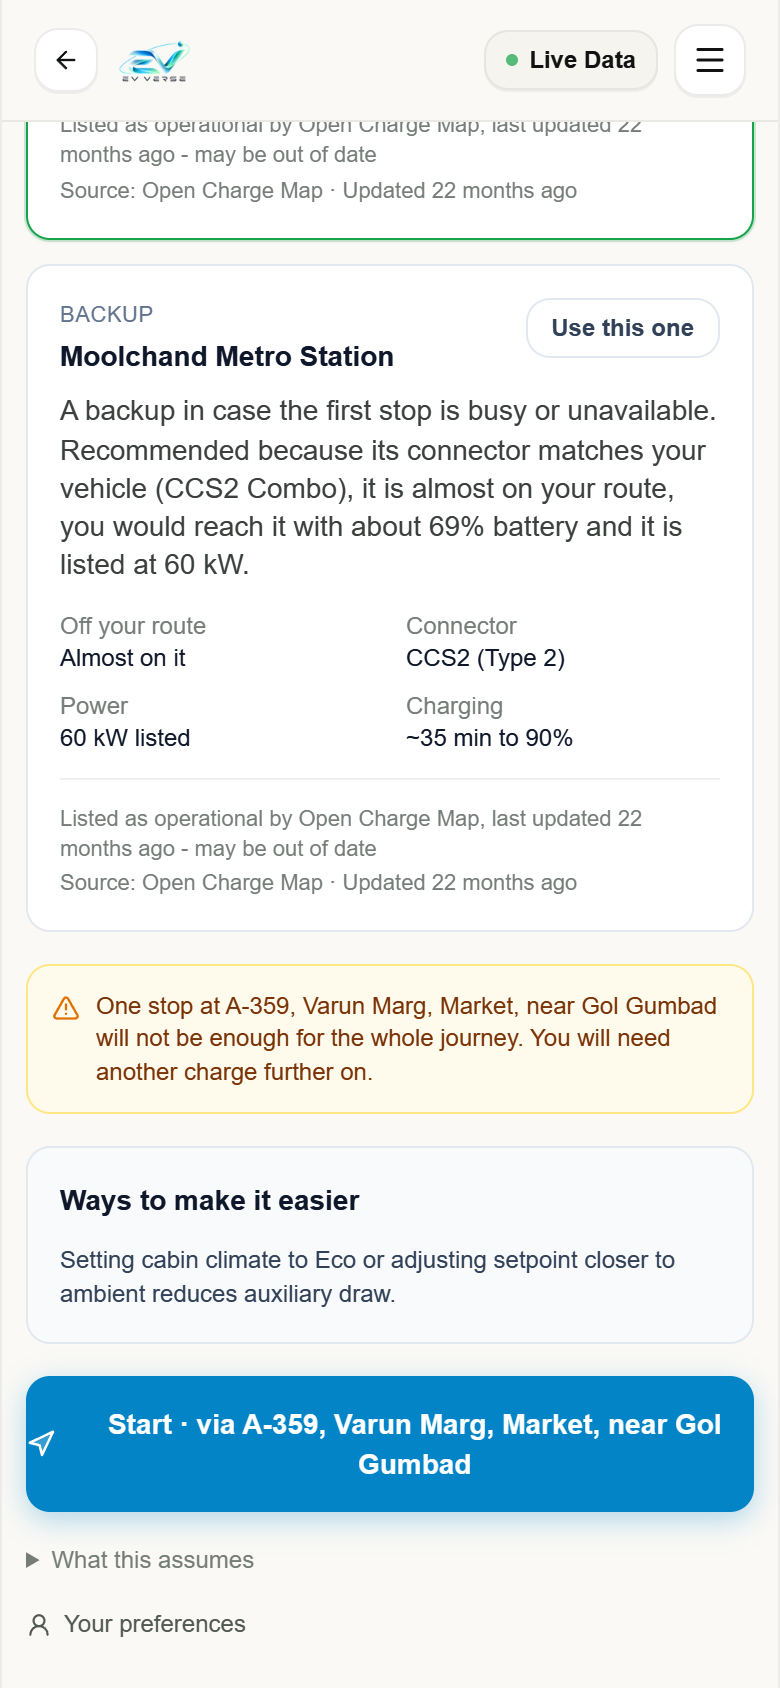 EV VERSE
Live Data
Listed as operational by Open Charge Map, last updated 22
months ago - may be out of date
Source: Open Charge Map · Updated 22 months ago
BACKUP
Use this one
Moolchand Metro Station
A backup in case the first stop is busy or unavailable.
Recommended because its connector matches your
vehicle (CCS2 Combo), it is almost on your route,
you would reach it with about 69% battery and it is
listed at 60 kW.
Off your route
Connector
Almost on it
CCS2 (Type 2)
Power
Charging
60 kW listed
~35 min to 90%
Listed as operational by Open Charge Map, last updated 22
months ago - may be out of date
Source: Open Charge Map · Updated 22 months ago
One stop at A-359, Varun Marg, Market, near Gol Gumbad
will not be enough for the whole journey. You will need
another charge further on.
Ways to make it easier
Setting cabin climate to Eco or adjusting setpoint closer to
ambient reduces auxiliary draw.
Start · via A-359, Varun Marg, Market, near Gol
Gumbad
What this assumes
Your preferences